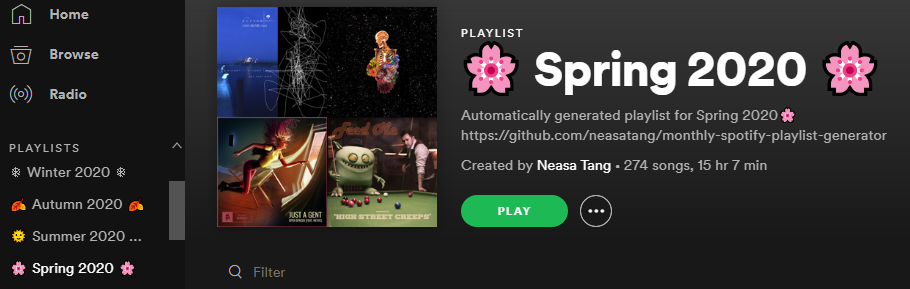 Home
Browse
Radio
PLAYLISTS
❄ Winter 2020 ❄
🍂 Autumn 2020 🍂
🌞 Summer 2020 ...
🌸 Spring 2020 🌸
JUST A GENT
Feed Me
"HIGH STREET CREEPS"
PLAYLIST
🌸 Spring 2020 🌸
Automatically generated playlist for Spring 2020🌸
https://github.com/neasatang/monthly-spotify-playlist-generator
Created by Neasa Tang • 274 songs, 15 hr 7 min
PLAY
Filter